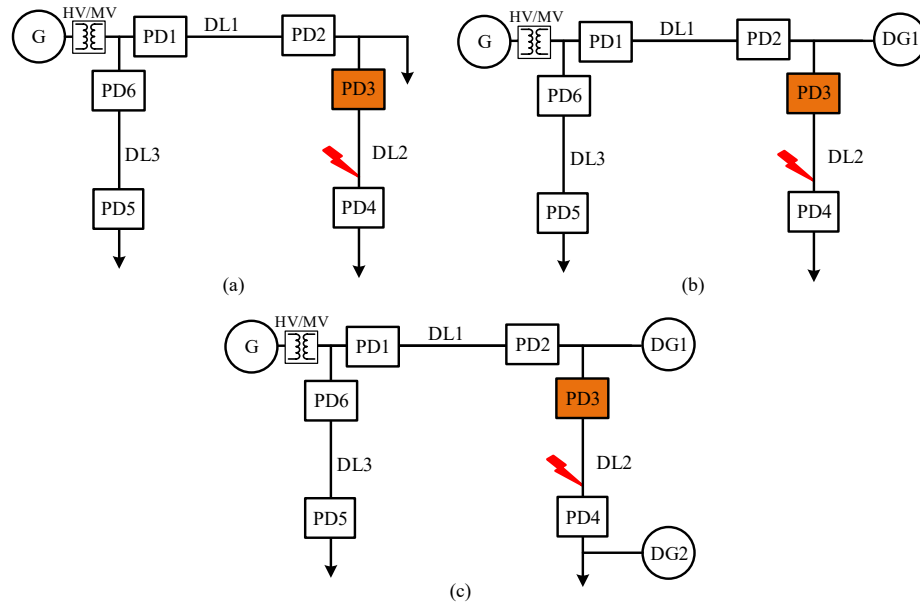 HV/MV
G
PD1
DL1
PD2
PD6
PD3
DL3
DL2
PD5
PD4
(a)
HV/MV
G
PD1
DL1
PD2
DG1
PD6
PD3
DL3
DL2
PD5
PD4
(b)
HV/MV
G
PD1
DL1
PD2
DG1
PD6
PD3
DL3
DL2
PD5
PD4
DG2
(c)